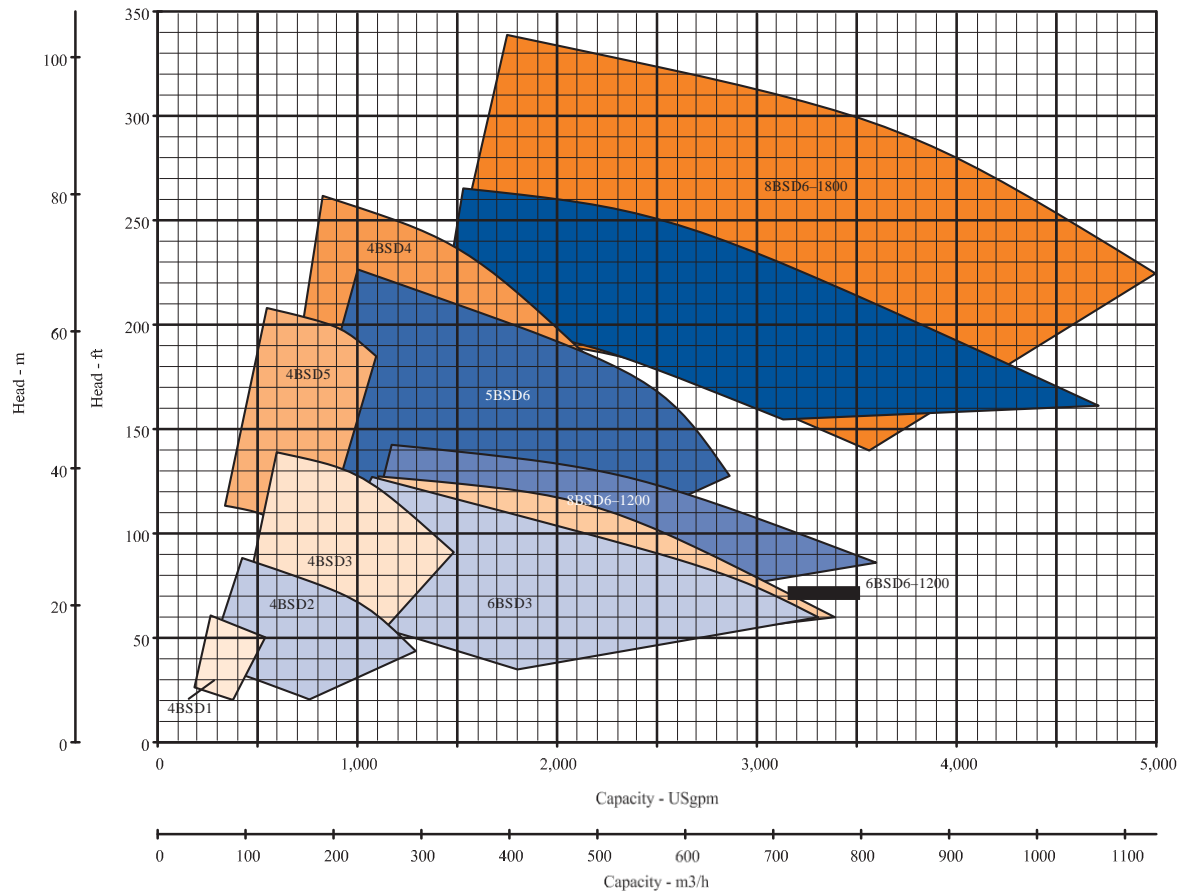 350
100
300
8BSD6–1800
80
250
4BSD4
60
200
Head - m
Head - ft
4BSD5
5BSD6
150
40
8BSD6–1200
100
4BSD3
6BSD6–1200
20
4BSD2
6BSD3
50
4BSD1
0
0
0 1,000 2,000 3,000 4,000 5,000
Capacity - USgpm
0 100 200 300 400 500 600 700 800 900 1000 1100
Capacity - m3/h